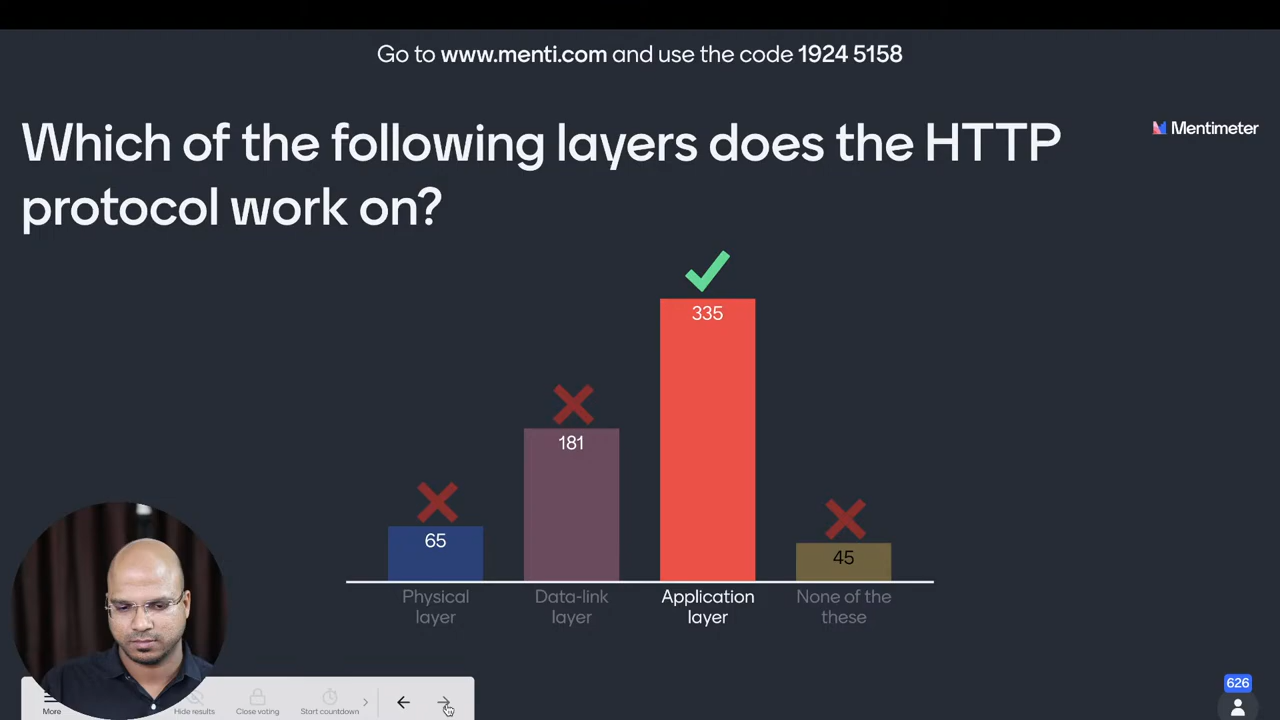 Go to www.menti.com and use the code 1924 5158
Which of the following layers does the HTTP
protocol work on?
Mentimeter
335
181
65
45
Physical
layer
Data-link
layer
Application
layer
None of the
these
More
Hide results
Close voting
Start countdown
626